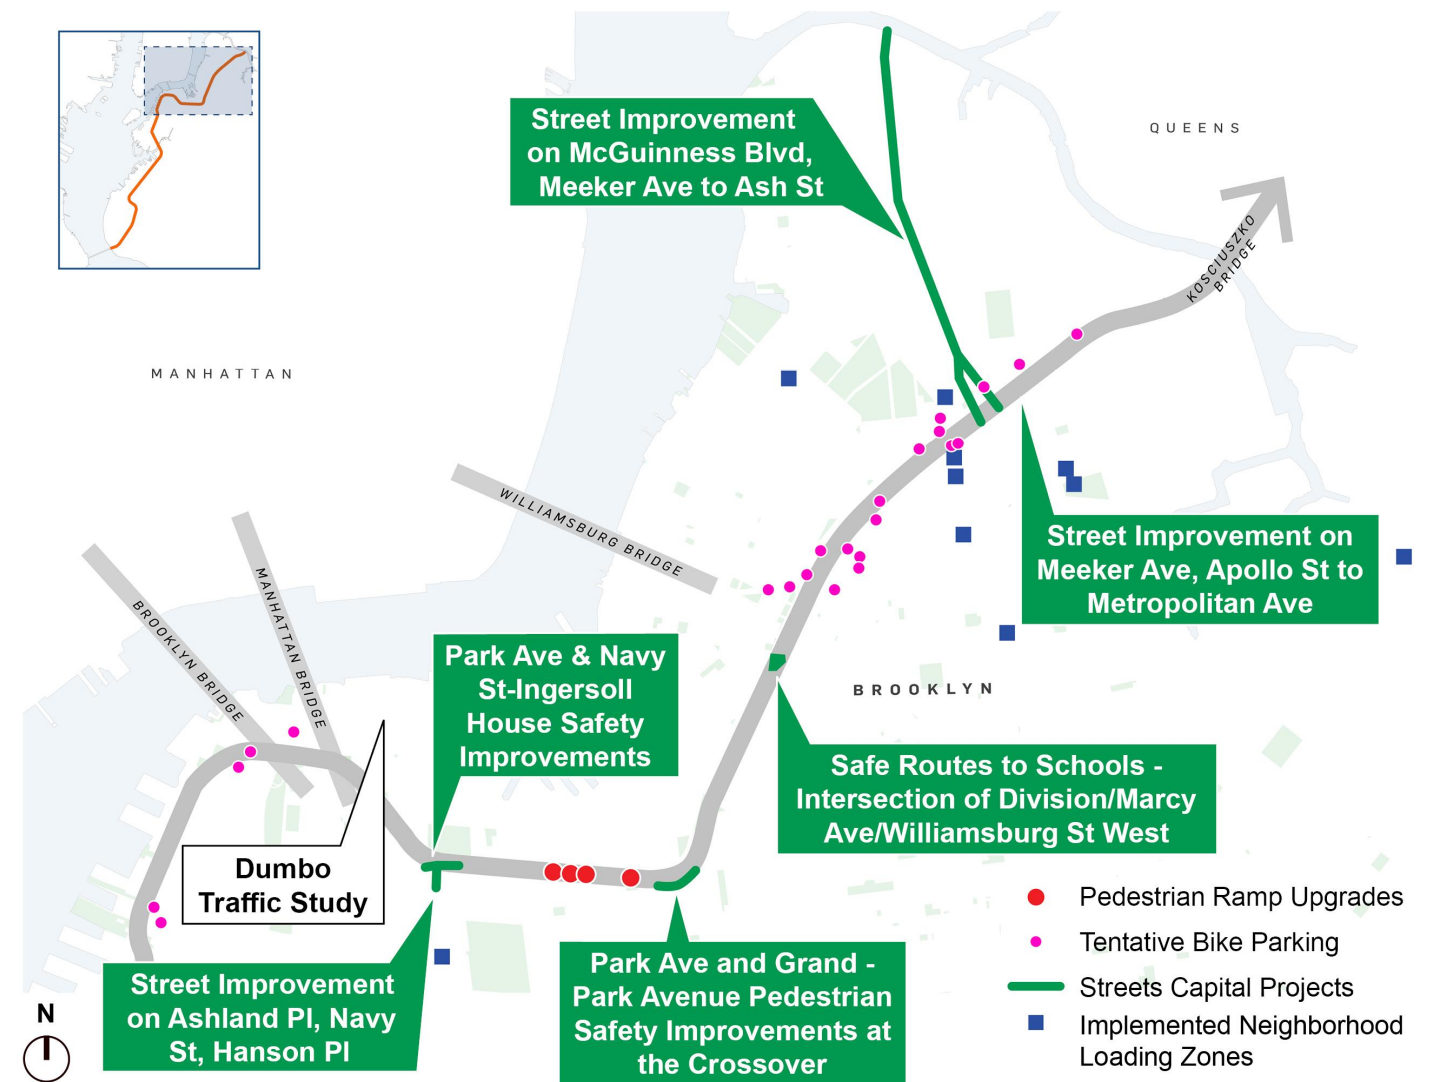 Street Improvement
on McGuinness Blvd,
Meeker Ave to Ash St
QUEENS
KOSCIUSZKO
BRIDGE
MANHATTAN
WILLIAMSBURG BRIDGE
MANHATTAN BRIDGE
BROOKLYN BRIDGE
Street Improvement on
Meeker Ave, Apollo St to
Metropolitan Ave
Park Ave & Navy
St-Ingersoll
House Safety
Improvements
BROOKLYN
Safe Routes to Schools -
Intersection of Division/Marcy
Ave/Williamsburg St West
Dumbo
Traffic Study
Street Improvement
on Ashland Pl, Navy
St, Hanson Pl
Park Ave and Grand -
Park Avenue Pedestrian
Safety Improvements at
the Crossover
Pedestrian Ramp Upgrades
Tentative Bike Parking
Streets Capital Projects
Implemented Neighborhood
Loading Zones
N